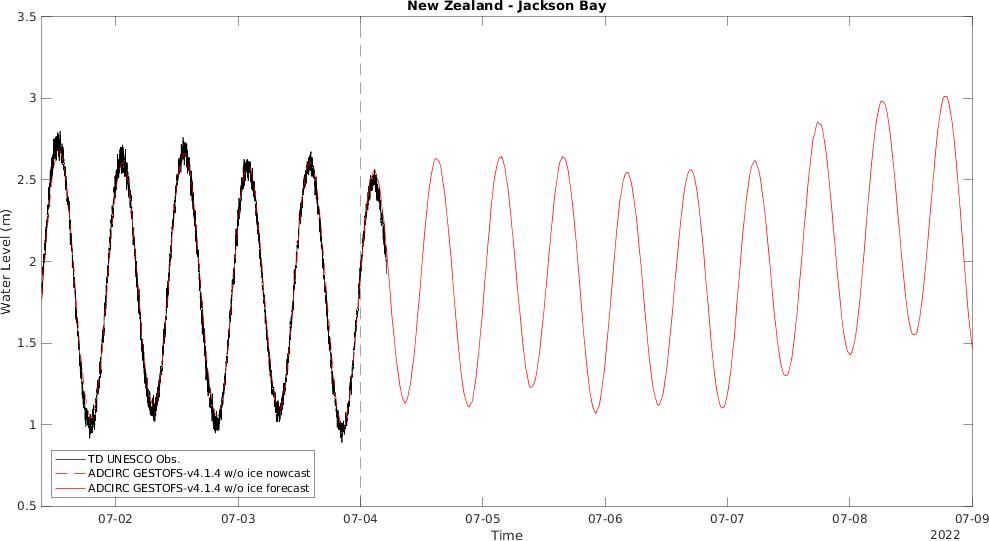 New Zealand - Jackson Bay
3.5
3
2.5
2
1.5
1
0.5
Water Level (m)
TD UNESCO Obs.
ADCIRC GESTOFS-v4.1.4 w/o ice nowcast
ADCIRC GESTOFS-v4.1.4 w/o ice forecast
07-02 07-03 07-04 07-05 07-06 07-07 07-08 07-09
Time
2022